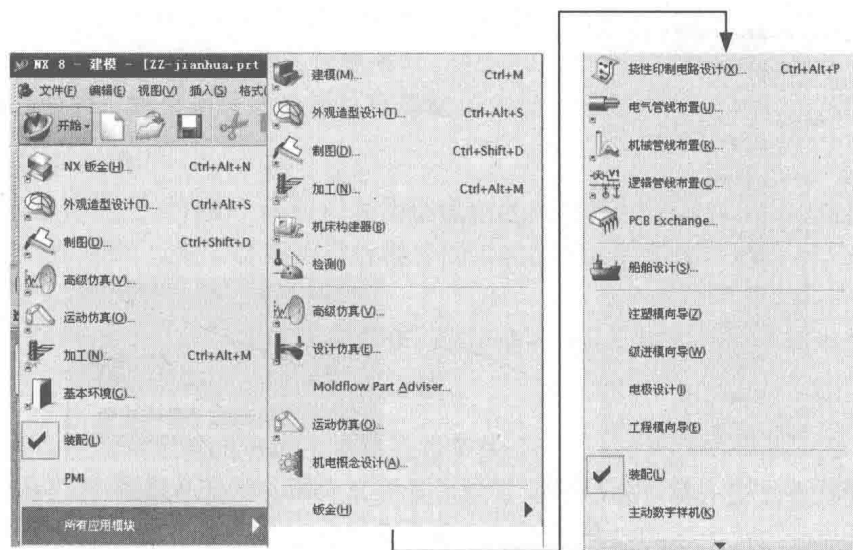 NX 8 - 建模 - [ZZ-jianhua.prt
文件(F) 编辑(E) 视图(V) 插入(S) 格式(
开始
NX 钣金(H)... Ctrl+Alt+N
外观造型设计(T)... Ctrl+Alt+S
制图(D)... Ctrl+Shift+D
高级仿真(V)...
运动仿真(O)...
加工(N)... Ctrl+Alt+M
基本环境(G)...
装配(L)
PMI
所有应用模块
建模(M)... Ctrl+M
外观造型设计(T)... Ctrl+Alt+S
制图(D)... Ctrl+Shift+D
加工(N)... Ctrl+Alt+M
机床构建器(B)
检测(I)
高级仿真(V)...
设计仿真(E)...
Moldflow Part Adviser...
运动仿真(O)...
机电概念设计(A)...
钣金(H)
挠性印制电路设计(X)... Ctrl+Alt+P
电气管线布置(U)...
机械管线布置(R)...
逻辑管线布置(C)...
PCB Exchange...
船舶设计(S)...
注塑模向导(Z)
级进模向导(W)
电极设计(I)
工程模向导(E)
装配(L)
主动数字样机(K)